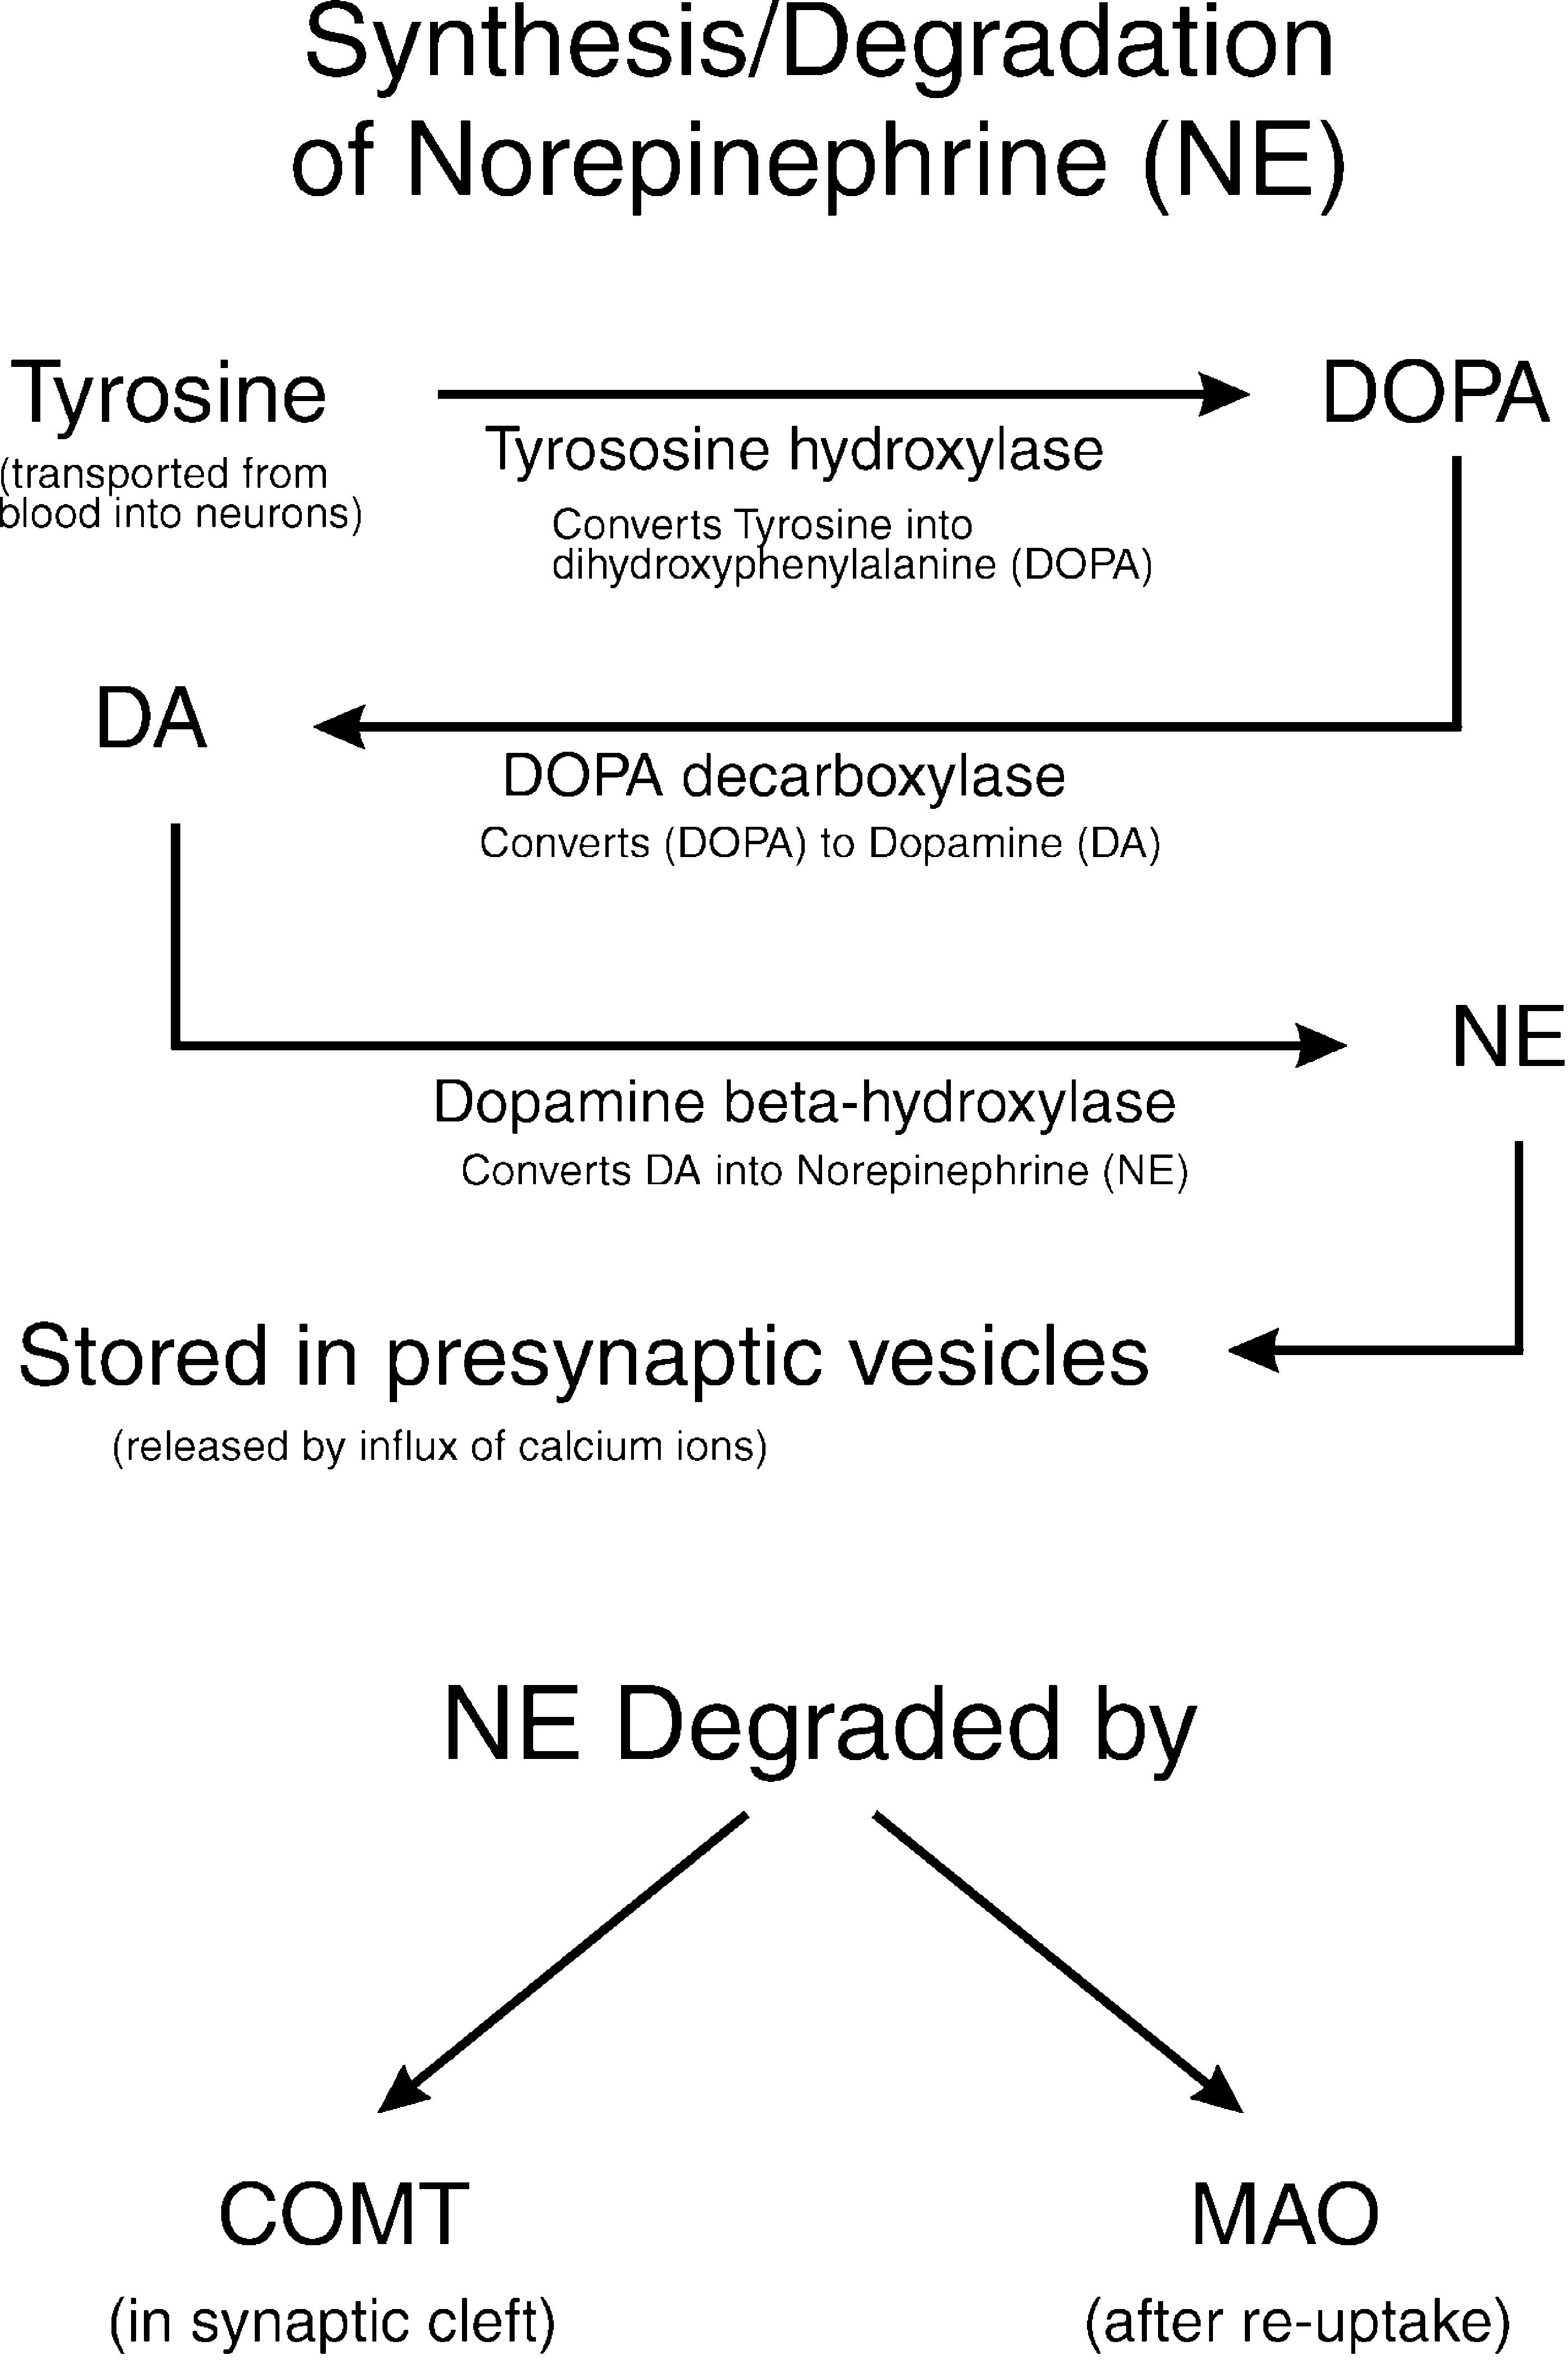 Synthesis/Degradation
of Norepinephrine (NE)
Tyrosine
(transported from
blood into neurons)
Tyrososine hydroxylase
Converts Tyrosine into
dihydroxyphenylalanine (DOPA)
DOPA
DA
DOPA decarboxylase
Converts (DOPA) to Dopamine (DA)
NE
Dopamine beta-hydroxylase
Converts DA into Norepinephrine (NE)
Stored in presynaptic vesicles
(released by influx of calcium ions)
NE Degraded by
COMT
(in synaptic cleft)
MAO
(after re-uptake)